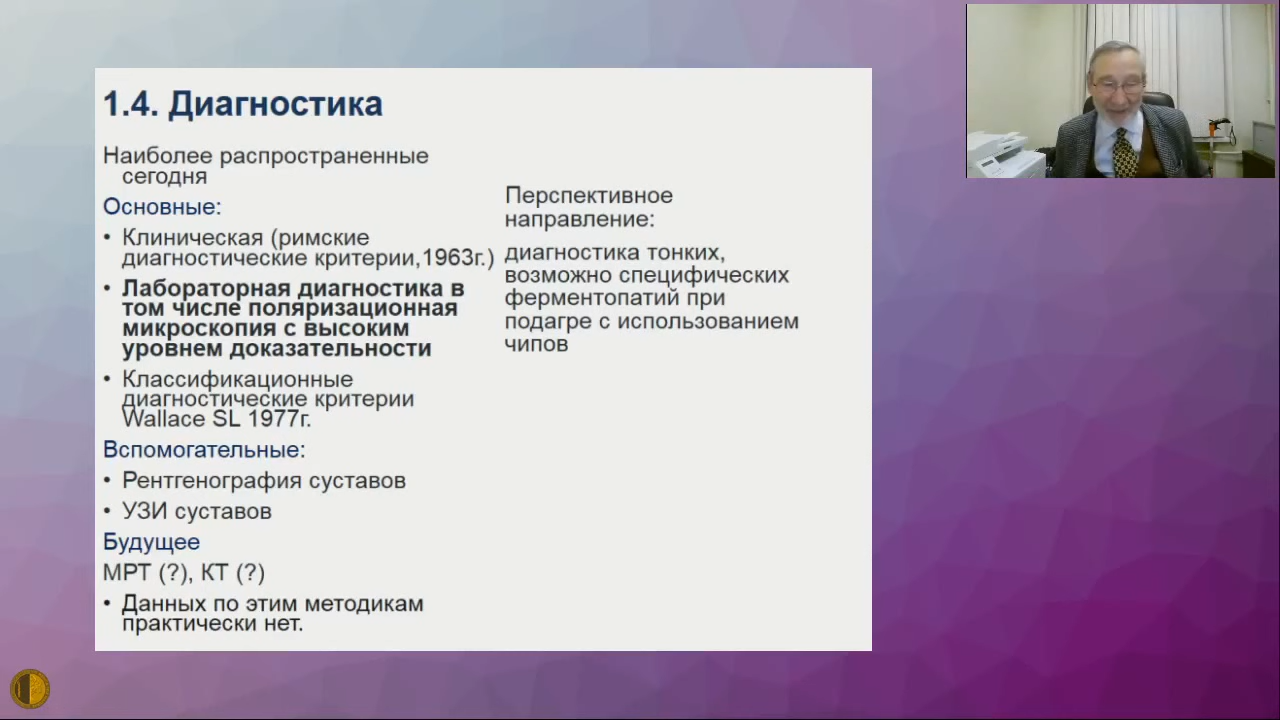 1.4. Диагностика
Наиболее распространенные
сегодня
Основные:
• Клиническая (римские
диагностические критерии,1963г.)
• Лабораторная диагностика в
том числе поляризационная
микроскопия с высоким
уровнем доказательности
• Классификационные
диагностические критерии
Wallace SL 1977г.
Вспомогательные:
• Рентгенография суставов
• УЗИ суставов
Будущее
МРТ (?), КТ (?)
• Данных по этим методикам
практически нет.
Перспективное
направление:
диагностика тонких,
возможно специфических
ферментопатий при
подагре с использованием
чипов